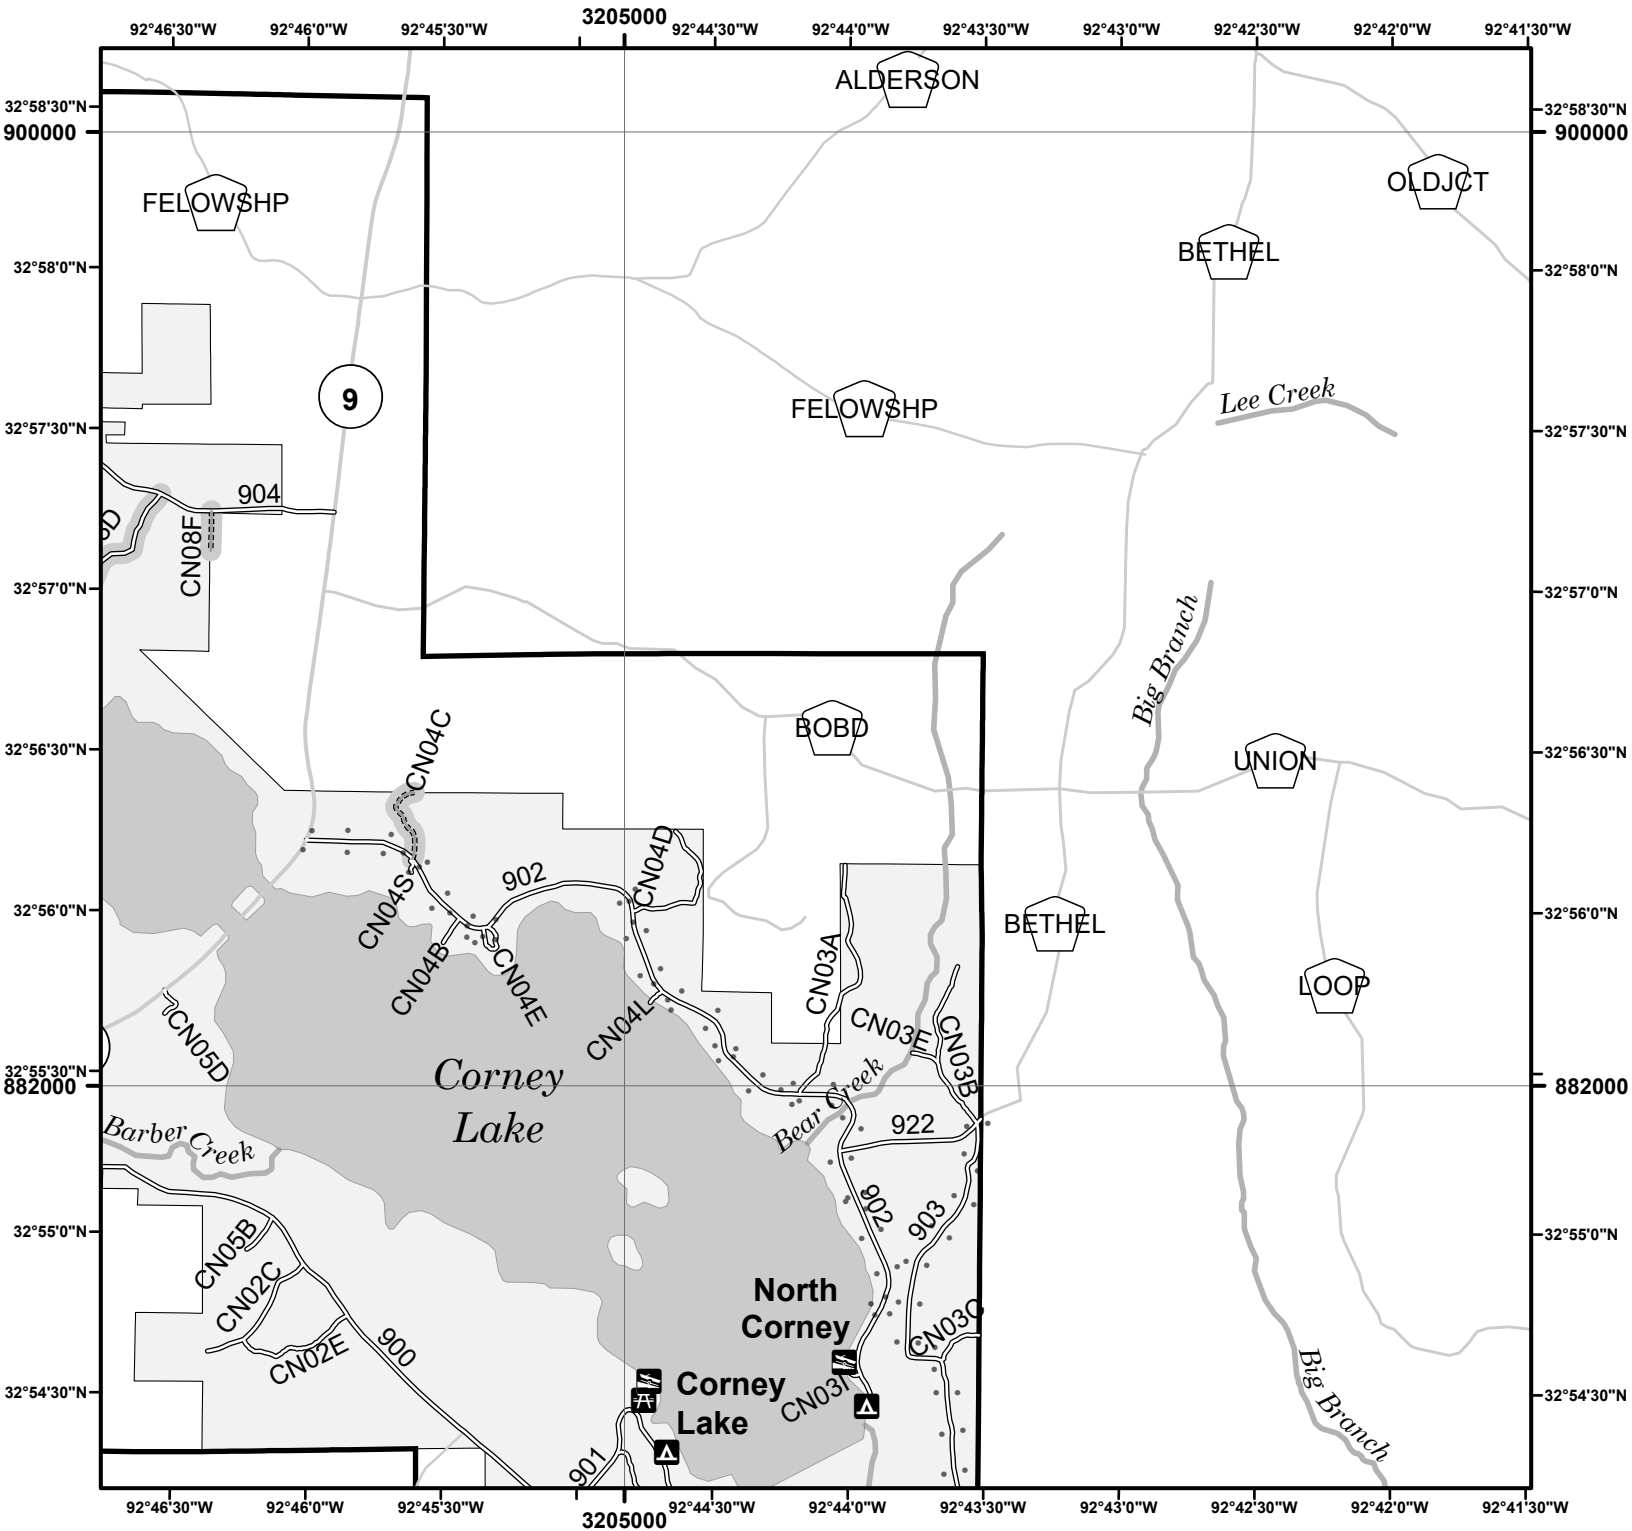 3205000
92°46'30"W 92°46'0"W 92°45'30"W 92°44'30"W 92°44'0"W 92°43'30"W 92°43'0"W 92°42'30"W 92°42'0"W 92°41'30"W
ALDERSON
32°58'30"N
32°58'30"N
900000
900000
OLDJCT
FELOWSHP
BETHEL
32°58'0"N
32°58'0"N
Lee Creek
9
FELOWSHP
32°57'30"N
32°57'30"N
904
CN08F
32°57'0"N
32°57'0"N
Big Branch
CN04C
BOBD
32°56'30"N
32°56'30"N
UNION
CN04D
902
CN04S
32°56'0"N
32°56'0"N
BETHEL
CN04B
CN04E
CN03A
LOOP
CN04L
CN03E
CN03B
CN05D
32°55'30"N
882000
882000
Corney
Lake
Bear Creek
922
Barber Creek
902
903
32°55'0"N
32°55'0"N
CN05B
CN02C
North
Corney
CN03C
CN02E
900
32°54'30"N
32°54'30"N
Corney
Lake
Big Branch
901
92°46'30"W 92°46'0"W 92°45'30"W 92°44'30"W 92°44'0"W 92°43'30"W 92°43'0"W 92°42'30"W 92°42'0"W 92°41'30"W
3205000